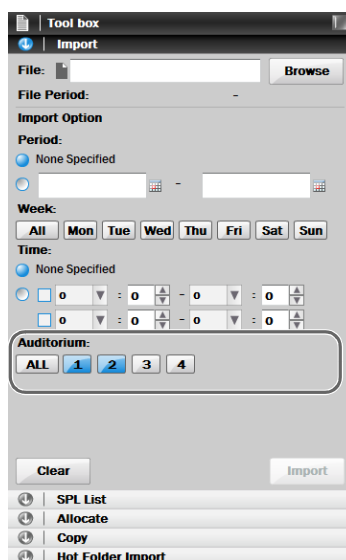 Tool box
Import
File: Browse
File Period: -
Import Option
Period:
None Specified
-
Week:
All Mon Tue Wed Thu Fri Sat Sun
Time:
None Specified
0 : 0 - 0 : 0
0 : 0 - 0 : 0
Auditorium:
ALL 1 2 3 4
Clear Import
SPL List
Allocate
Copy
Hot Folder Import